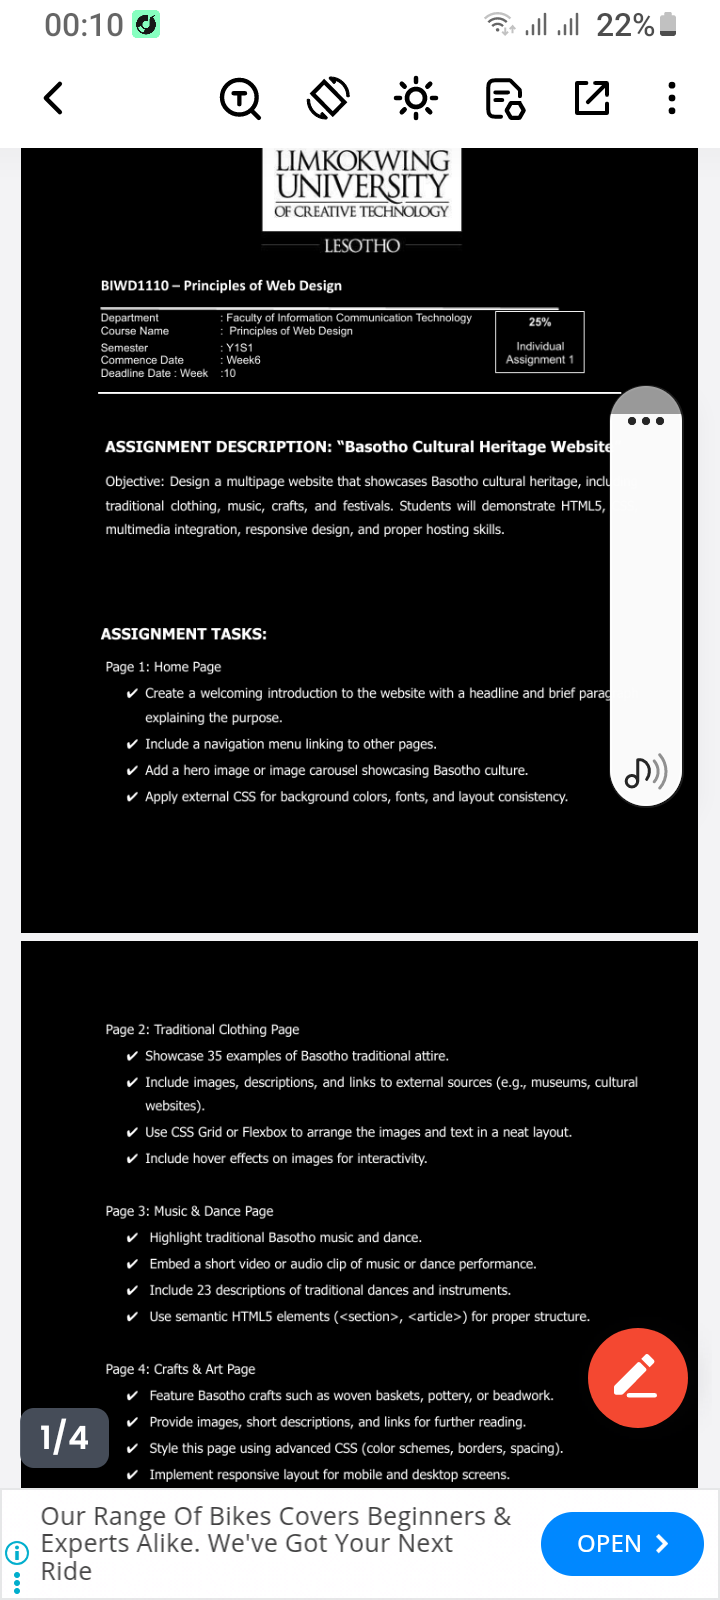 00:10
22%
LIMKOKWING
UNIVERSITY
OF CREATIVE TECHNOLOGY
LESOTHO
BIWD1110 – Principles of Web Design
Department : Faculty of Information Communication Technology
Course Name : Principles of Web Design
Semester : Y1S1
Commence Date : Week6
Deadline Date : Week :10
25%
Individual
Assignment 1
ASSIGNMENT DESCRIPTION: “Basotho Cultural Heritage Website
Objective: Design a multipage website that showcases Basotho cultural heritage,
traditional clothing, music, crafts, and festivals. Students will demonstrate HTML5,
multimedia integration, responsive design, and proper hosting skills.
ASSIGNMENT TASKS:
Page 1: Home Page
✔ Create a welcoming introduction to the website with a headline and brief
explaining the purpose.
✔ Include a navigation menu linking to other pages.
✔ Add a hero image or image carousel showcasing Basotho culture.
✔ Apply external CSS for background colors, fonts, and layout consistency.
Page 2: Traditional Clothing Page
✔ Showcase 35 examples of Basotho traditional attire.
✔ Include images, descriptions, and links to external sources (e.g., museums, cultural
websites).
✔ Use CSS Grid or Flexbox to arrange the images and text in a neat layout.
✔ Include hover effects on images for interactivity.
Page 3: Music & Dance Page
✔ Highlight traditional Basotho music and dance.
✔ Embed a short video or audio clip of music or dance performance.
✔ Include 23 descriptions of traditional dances and instruments.
✔ Use semantic HTML5 elements (<section>, <article>) for proper structure.
Page 4: Crafts & Art Page
✔ Feature Basotho crafts such as woven baskets, pottery, or beadwork.
✔ Provide images, short descriptions, and links for further reading.
✔ Style this page using advanced CSS (color schemes, borders, spacing).
✔ Implement responsive layout for mobile and desktop screens.
1/4
Our Range Of Bikes Covers Beginners &
Experts Alike. We've Got Your Next
Ride
OPEN